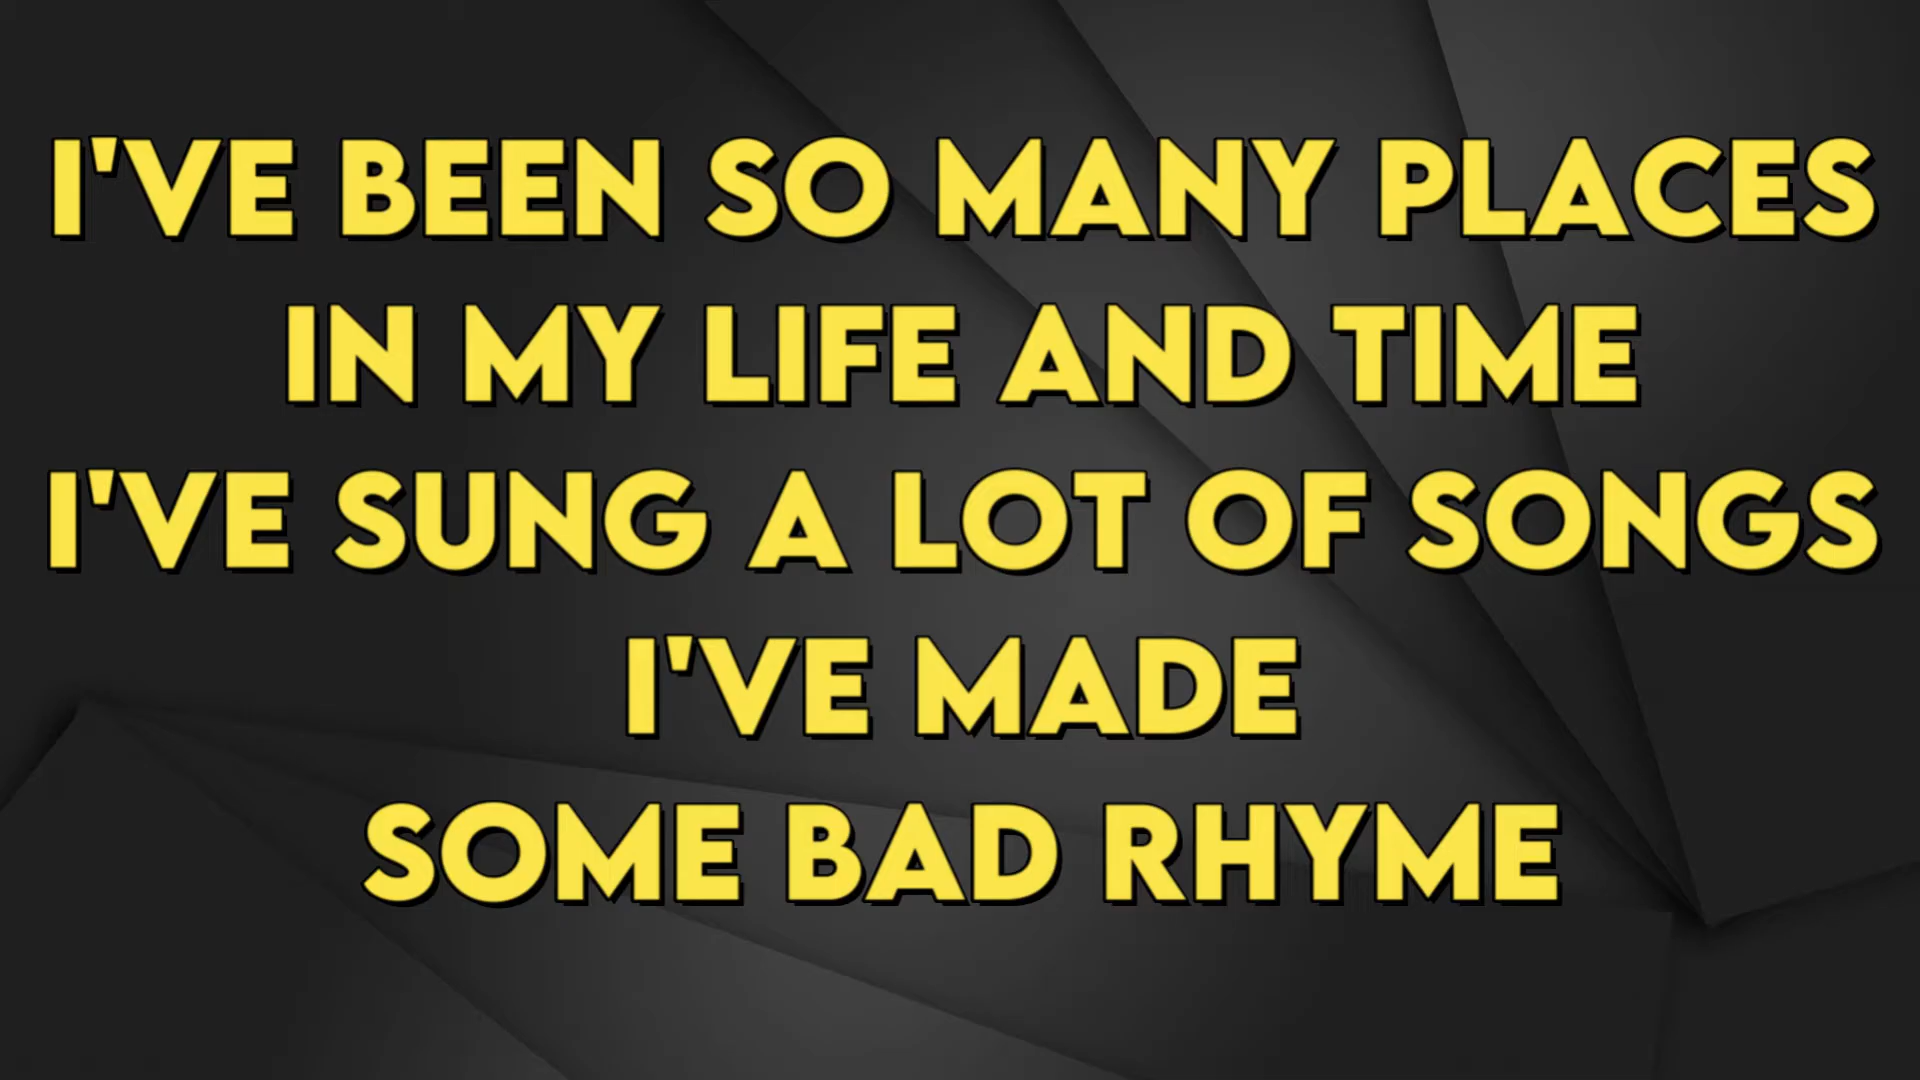 I'VE BEEN SO MANY PLACES
IN MY LIFE AND TIME
I'VE SUNG A LOT OF SONGS
I'VE MADE
SOME BAD RHYME